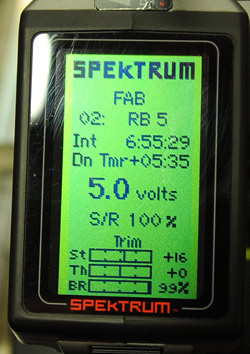 SPEKTRUM
FAB
02: RB 5
Int 6:55:29
Dn Tmr+05:35
5.0 volts
S/R 100%
Trim
St +16
Th +0
BR 99%
SPEKTRUM